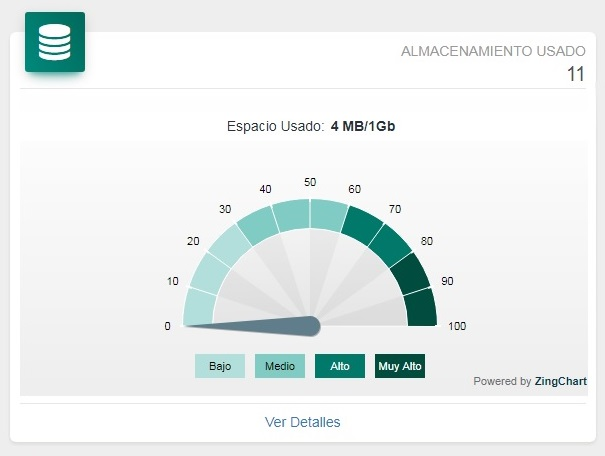 ALMACENAMIENTO USADO
11
Espacio Usado: 4 MB/1Gb
0
10
20
30
40
50
60
70
80
90
100
Bajo
Medio
Alto
Muy Alto
Powered by ZingChart
Ver Detalles